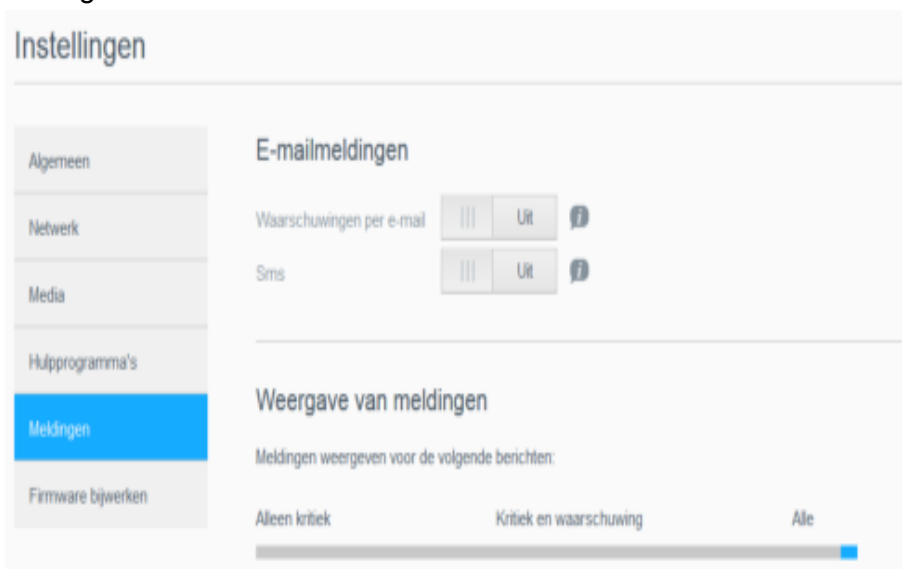 Instellingen
Algemeen
Netwerk
Media
Hulpprogramma's
Meldingen
Firmware bijwerken
E-mailmeldingen
Waarschuwingen per e-mail Uit
Sms Uit
Weergave van meldingen
Meldingen weergeven voor de volgende berichten:
Alleen kritiek Kritiek en waarschuwing Alle